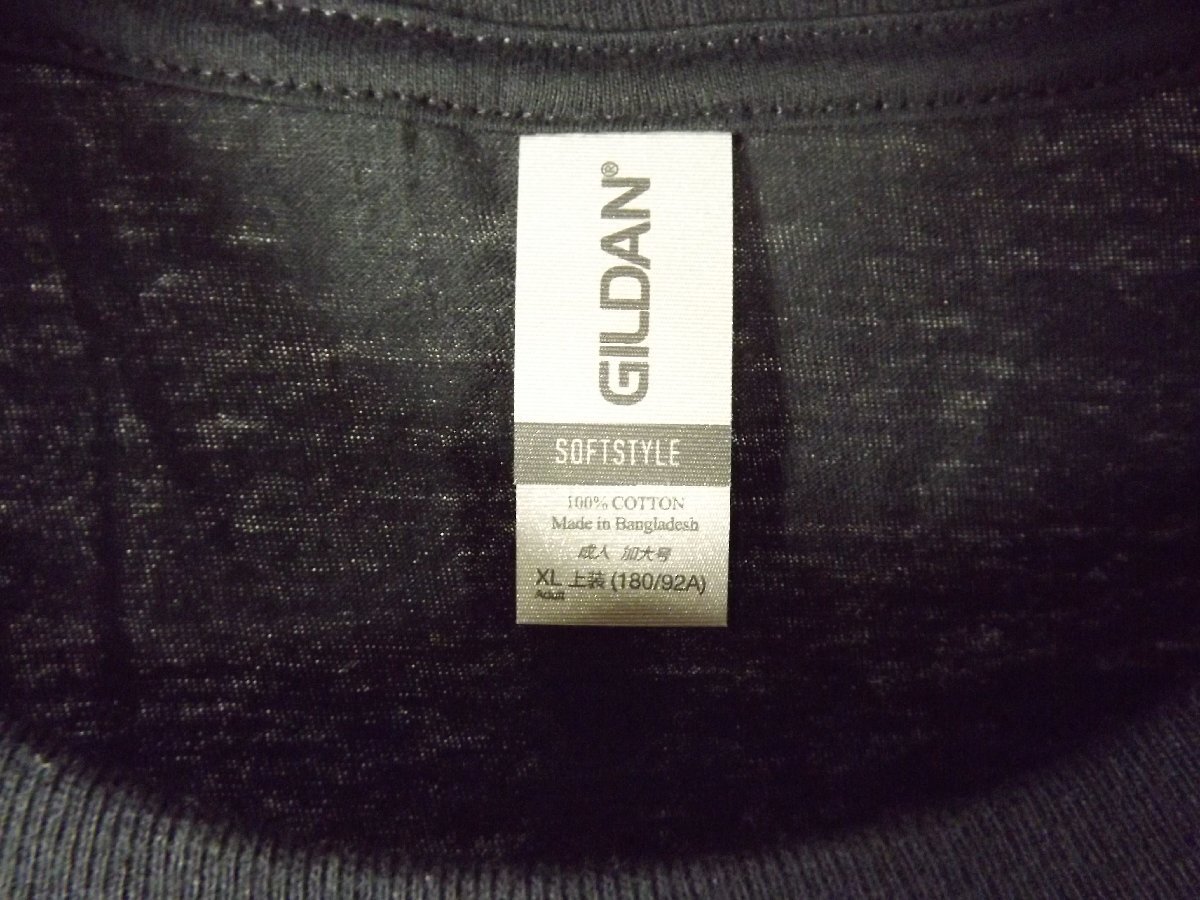 GILDAN®
SOFTSTYLE
100% COTTON
Made in Bangladesh
成人 加大号
XL 上装 (180/92A)
Adult